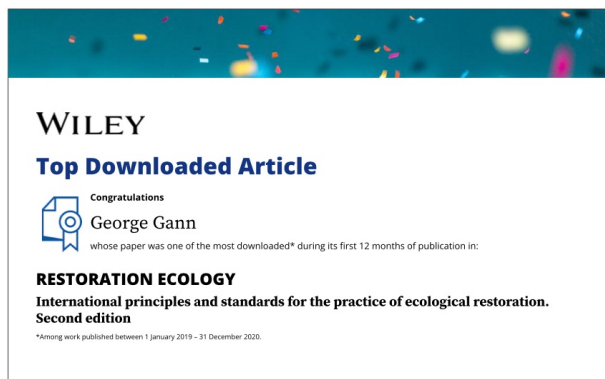 WILEY
Top Downloaded Article
Congratulations
George Gann
whose paper was one of the most downloaded* during its first 12 months of publication in:
RESTORATION ECOLOGY
International principles and standards for the practice of ecological restoration.
Second edition
*Among work published between 1 January 2019 – 31 December 2020.